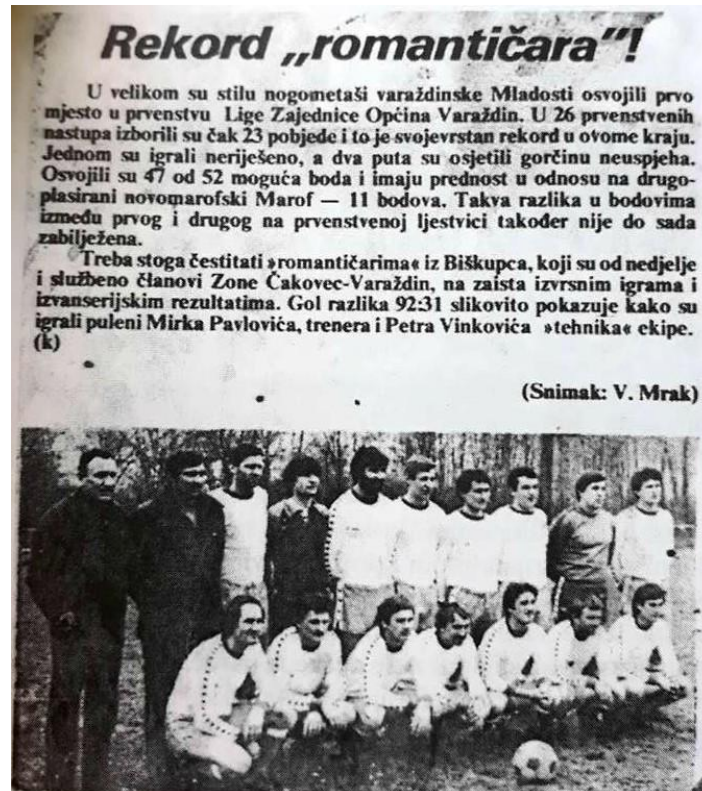 Rekord „romantičara"!
U velikom su stilu nogometaši varaždinske Mladosti osvojili prvo
mjesto u prvenstvu Lige Zajednice Općina Varaždin. U 26 prvenstvenih
nastupa izborili su čak 23 pobjede i to je svojevrstan rekord u ovome kraju.
Jednom su igrali neriješeno, a dva puta su osjetili gorčinu neuspjeha.
Osvojili su 47 od 52 moguća boda i imaju prednost u odnosu na drugo-
plasirani novomarofski Marof — 11 bodova. Takva razlika u bodovima
između prvog i drugog na prvenstvenoj ljestvici također nije do sada
zabilježena.
Treba stoga čestitati »romantičarima« iz Biškupca, koji su od nedjelje
i službeno članovi Zone Čakovec-Varaždin, na zaista izvrsnim igrama i
izvanserijskim rezultatima. Gol razlika 92:31 slikovito pokazuje kako su
igrali puleni Mirka Pavlovića, trenera i Petra Vinkovića »tehnika« ekipe.
(k)
(Snimak: V. Mrak)